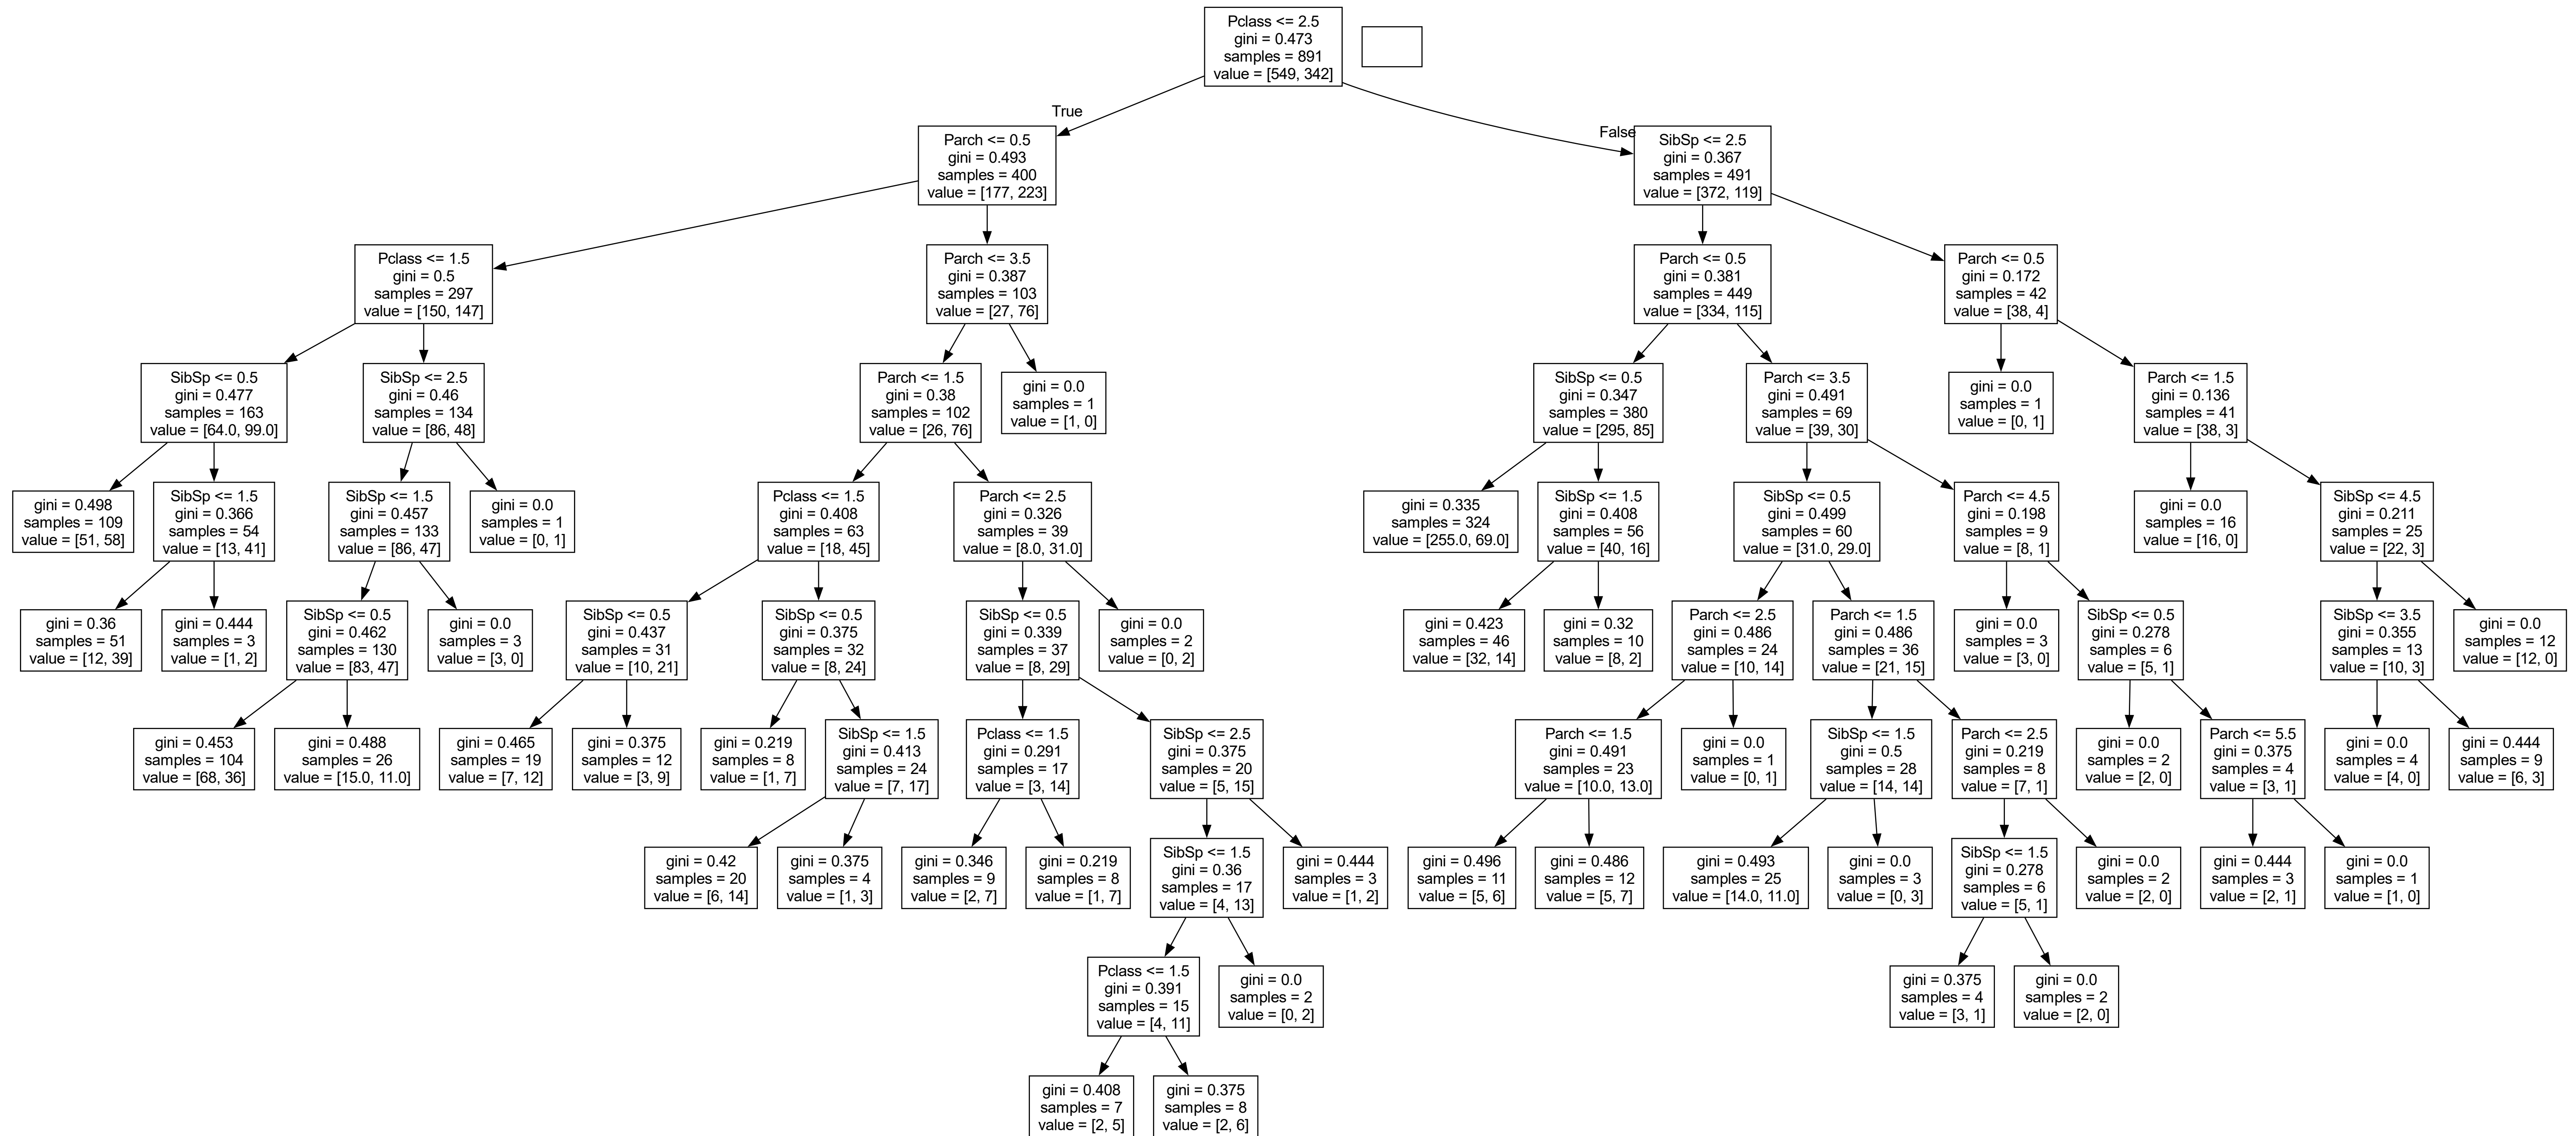 Pclass <= 2.5
gini = 0.473
samples = 891
value = [549, 342]
True
False
Parch <= 0.5
gini = 0.493
samples = 400
value = [177, 223]
SibSp <= 2.5
gini = 0.367
samples = 491
value = [372, 119]
Pclass <= 1.5
gini = 0.5
samples = 297
value = [150, 147]
Parch <= 3.5
gini = 0.387
samples = 103
value = [27, 76]
Parch <= 0.5
gini = 0.381
samples = 449
value = [334, 115]
Parch <= 0.5
gini = 0.172
samples = 42
value = [38, 4]
SibSp <= 0.5
gini = 0.477
samples = 163
value = [64.0, 99.0]
SibSp <= 2.5
gini = 0.46
samples = 134
value = [86, 48]
Parch <= 1.5
gini = 0.38
samples = 102
value = [26, 76]
gini = 0.0
samples = 1
value = [1, 0]
SibSp <= 0.5
gini = 0.347
samples = 380
value = [295, 85]
Parch <= 3.5
gini = 0.491
samples = 69
value = [39, 30]
gini = 0.0
samples = 1
value = [0, 1]
Parch <= 1.5
gini = 0.136
samples = 41
value = [38, 3]
gini = 0.498
samples = 109
value = [51, 58]
SibSp <= 1.5
gini = 0.366
samples = 54
value = [13, 41]
SibSp <= 1.5
gini = 0.457
samples = 133
value = [86, 47]
gini = 0.0
samples = 1
value = [0, 1]
Pclass <= 1.5
gini = 0.408
samples = 63
value = [18, 45]
Parch <= 2.5
gini = 0.326
samples = 39
value = [8.0, 31.0]
gini = 0.335
samples = 324
value = [255.0, 69.0]
SibSp <= 1.5
gini = 0.408
samples = 56
value = [40, 16]
SibSp <= 0.5
gini = 0.499
samples = 60
value = [31.0, 29.0]
Parch <= 4.5
gini = 0.198
samples = 9
value = [8, 1]
gini = 0.0
samples = 16
value = [16, 0]
SibSp <= 4.5
gini = 0.211
samples = 25
value = [22, 3]
gini = 0.36
samples = 51
value = [12, 39]
gini = 0.444
samples = 3
value = [1, 2]
SibSp <= 0.5
gini = 0.462
samples = 130
value = [83, 47]
gini = 0.0
samples = 3
value = [3, 0]
SibSp <= 0.5
gini = 0.437
samples = 31
value = [10, 21]
SibSp <= 0.5
gini = 0.375
samples = 32
value = [8, 24]
SibSp <= 0.5
gini = 0.339
samples = 37
value = [8, 29]
gini = 0.0
samples = 2
value = [0, 2]
gini = 0.423
samples = 46
value = [32, 14]
gini = 0.32
samples = 10
value = [8, 2]
Parch <= 2.5
gini = 0.486
samples = 24
value = [10, 14]
Parch <= 1.5
gini = 0.486
samples = 36
value = [21, 15]
gini = 0.0
samples = 3
value = [3, 0]
SibSp <= 0.5
gini = 0.278
samples = 6
value = [5, 1]
SibSp <= 3.5
gini = 0.355
samples = 13
value = [10, 3]
gini = 0.0
samples = 12
value = [12, 0]
gini = 0.453
samples = 104
value = [68, 36]
gini = 0.488
samples = 26
value = [15.0, 11.0]
gini = 0.465
samples = 19
value = [7, 12]
gini = 0.375
samples = 12
value = [3, 9]
gini = 0.219
samples = 8
value = [1, 7]
SibSp <= 1.5
gini = 0.413
samples = 24
value = [7, 17]
Pclass <= 1.5
gini = 0.291
samples = 17
value = [3, 14]
SibSp <= 2.5
gini = 0.375
samples = 20
value = [5, 15]
Parch <= 1.5
gini = 0.491
samples = 23
value = [10.0, 13.0]
gini = 0.0
samples = 1
value = [0, 1]
SibSp <= 1.5
gini = 0.5
samples = 28
value = [14, 14]
Parch <= 2.5
gini = 0.219
samples = 8
value = [7, 1]
gini = 0.0
samples = 2
value = [2, 0]
Parch <= 5.5
gini = 0.375
samples = 4
value = [3, 1]
gini = 0.0
samples = 4
value = [4, 0]
gini = 0.444
samples = 9
value = [6, 3]
gini = 0.42
samples = 20
value = [6, 14]
gini = 0.375
samples = 4
value = [1, 3]
gini = 0.346
samples = 9
value = [2, 7]
gini = 0.219
samples = 8
value = [1, 7]
SibSp <= 1.5
gini = 0.36
samples = 17
value = [4, 13]
gini = 0.444
samples = 3
value = [1, 2]
gini = 0.496
samples = 11
value = [5, 6]
gini = 0.486
samples = 12
value = [5, 7]
gini = 0.493
samples = 25
value = [14.0, 11.0]
gini = 0.0
samples = 3
value = [0, 3]
SibSp <= 1.5
gini = 0.278
samples = 6
value = [5, 1]
gini = 0.0
samples = 2
value = [2, 0]
gini = 0.444
samples = 3
value = [2, 1]
gini = 0.0
samples = 1
value = [1, 0]
Pclass <= 1.5
gini = 0.391
samples = 15
value = [4, 11]
gini = 0.0
samples = 2
value = [0, 2]
gini = 0.375
samples = 4
value = [3, 1]
gini = 0.0
samples = 2
value = [2, 0]
gini = 0.408
samples = 7
value = [2, 5]
gini = 0.375
samples = 8
value = [2, 6]